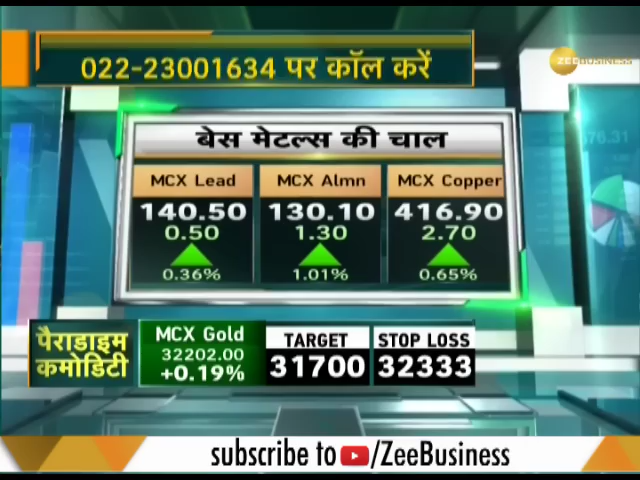 022-23001634 पर कॉल करें
ZEEBUSINESS
बेस मेटल्स की चाल
MCX Lead
140.50
0.50
0.36%
MCX Almn
130.10
1.30
1.01%
MCX Copper
416.90
2.70
0.65%
पैराडाइम
कमोडिटी
MCX Gold
32202.00
+0.19%
TARGET
31700
STOP LOSS
32333
subscribe to /ZeeBusiness